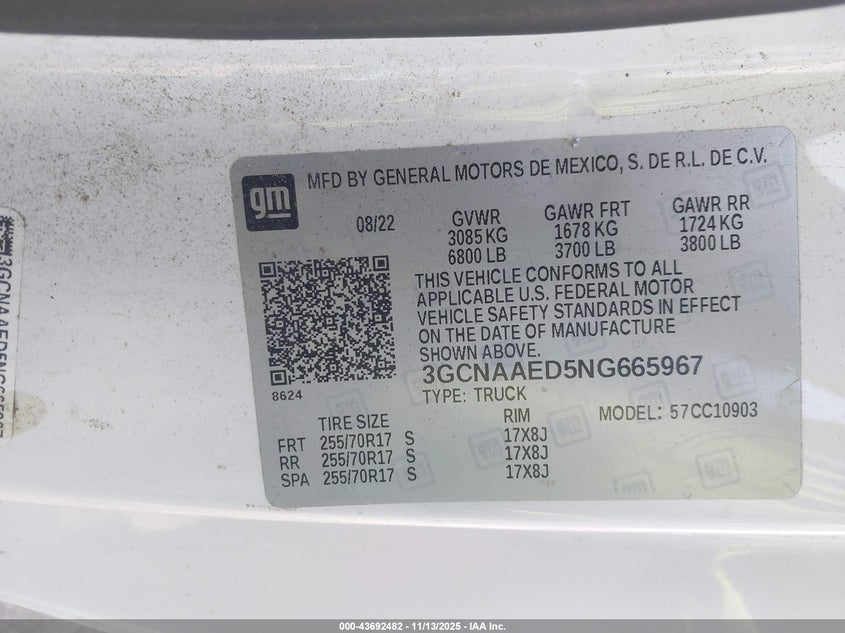 gm
MFD BY GENERAL MOTORS DE MEXICO, S. DE R.L. DE C.V.
08/22
GVWR GAWR FRT GAWR RR
3085 KG 1678 KG 1724 KG
6800 LB 3700 LB 3800 LB
THIS VEHICLE CONFORMS TO ALL
APPLICABLE U.S. FEDERAL MOTOR
VEHICLE SAFETY STANDARDS IN EFFECT
ON THE DATE OF MANUFACTURE
SHOWN ABOVE.
8624
3GCNAAED5NG665967
TYPE: TRUCK
MODEL: 57CC10903
TIRE SIZE RIM
FRT 255/70R17 S 17X8J
RR 255/70R17 S 17X8J
SPA 255/70R17 S 17X8J
3GCNAAED5NG665967
000-43692482 - 11/13/2025 - IAA Inc.